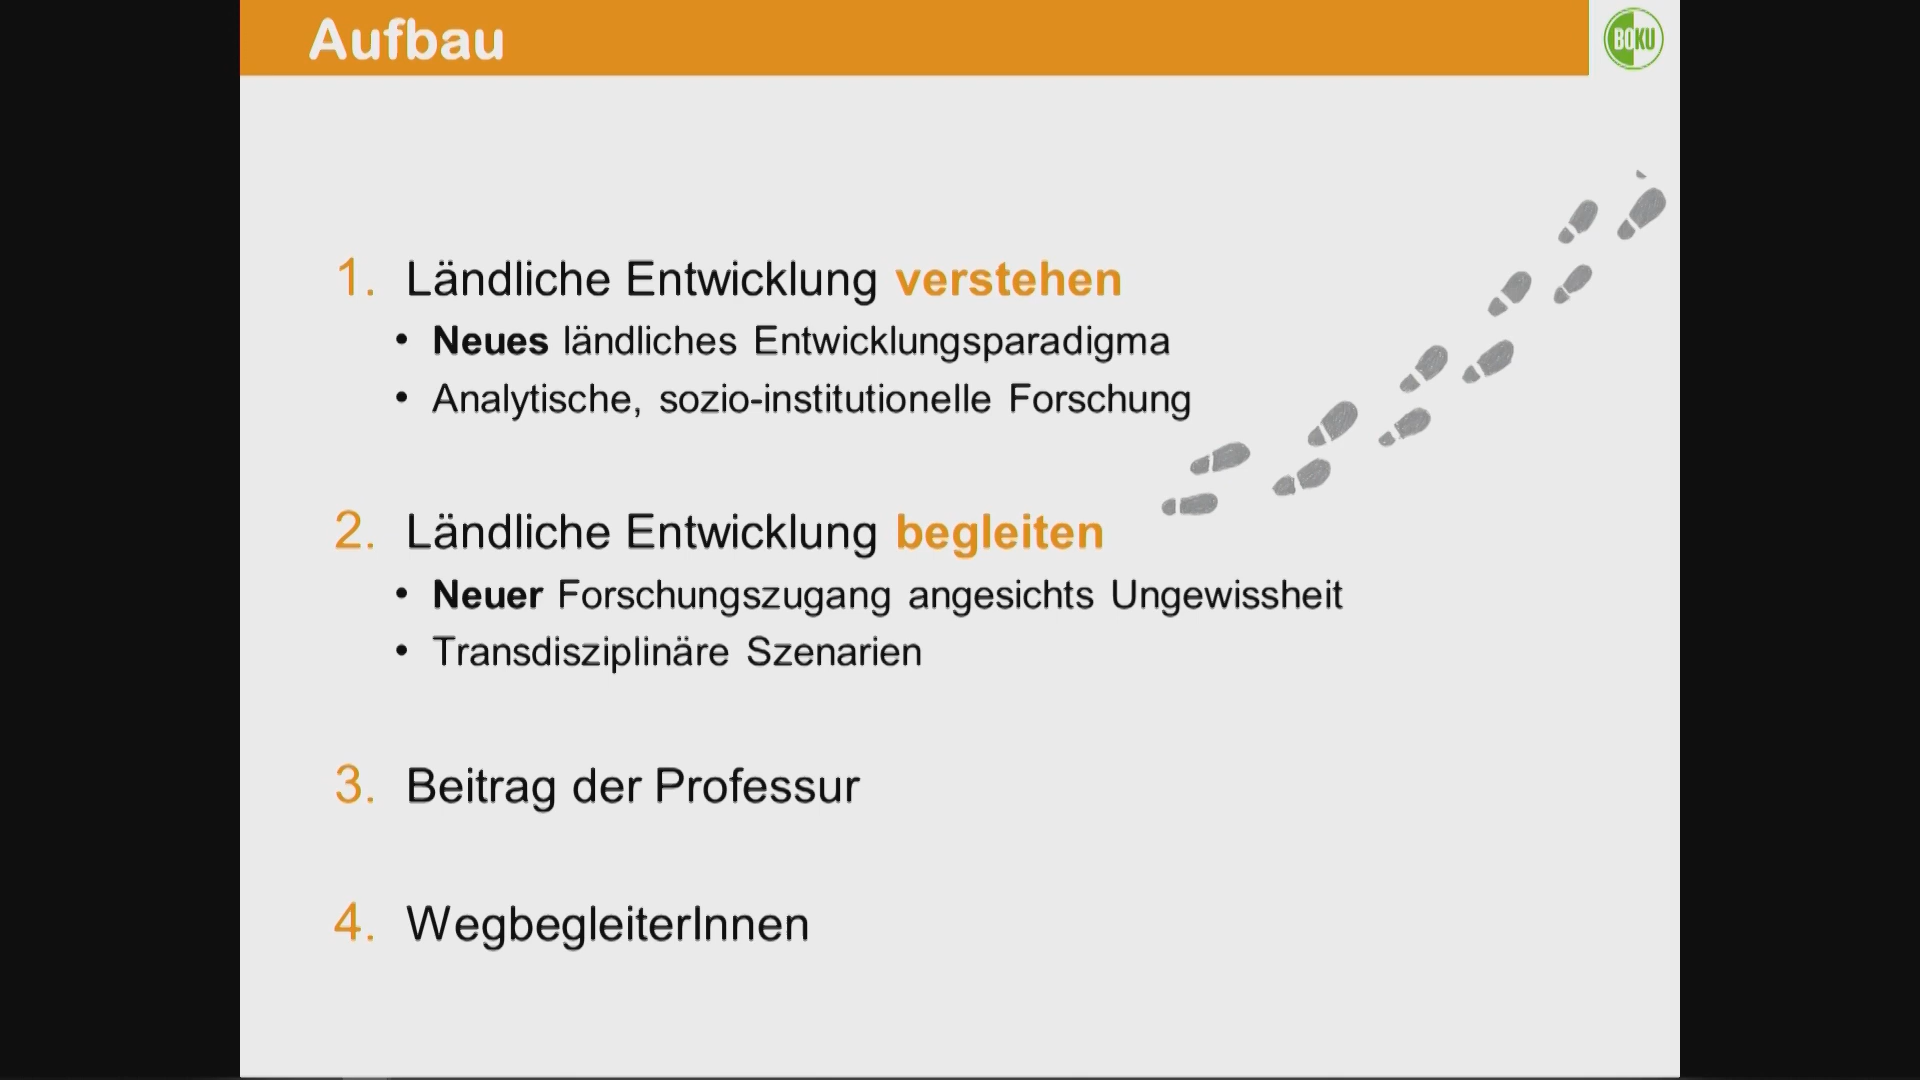 Aufbau
BOKU
1. Ländliche Entwicklung verstehen
• Neues ländliches Entwicklungsparadigma
• Analytische, sozio-institutionelle Forschung
2. Ländliche Entwicklung begleiten
• Neuer Forschungszugang angesichts Ungewissheit
• Transdisziplinäre Szenarien
3. Beitrag der Professur
4. WegbegleiterInnen